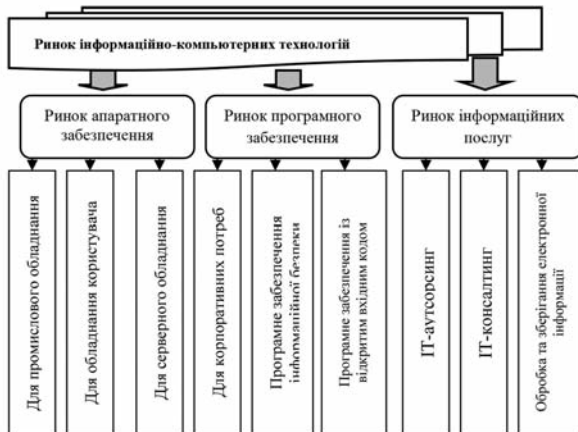 Ринок інформаційно-комп'ютерних технологій
Ринок апаратного
забезпечення
Ринок програмного
забезпечення
Ринок інформаційних
послуг
Для промислового обладнання
Для обладнання користувача
Для серверного обладнання
Для корпоративних потреб
Програмне забезпечення
інформаційної безпеки
Програмне забезпечення із
відкритим вхідним кодом
ІТ-аутсорсинг
ІТ-консалтинг
Обробка та зберігання електронної
інформації